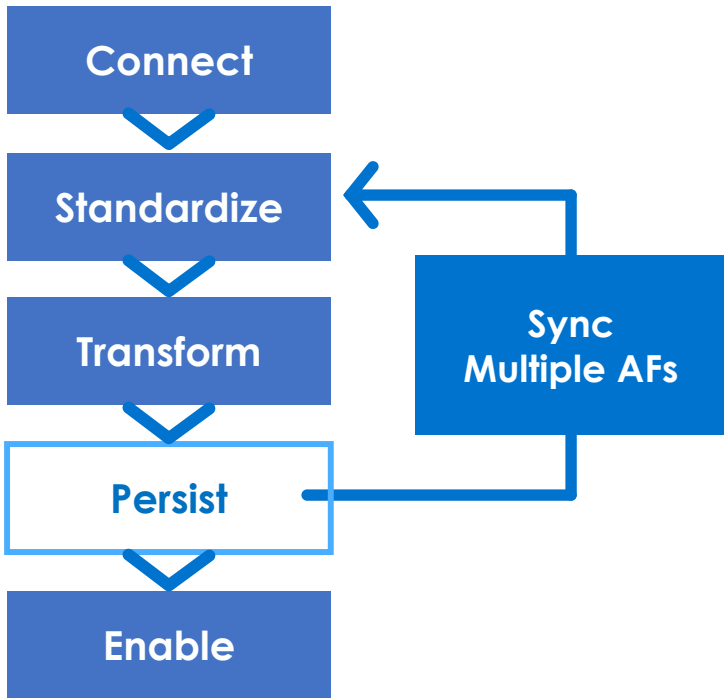 Connect
Standardize
Transform
Persist
Enable
Sync
Multiple AFs